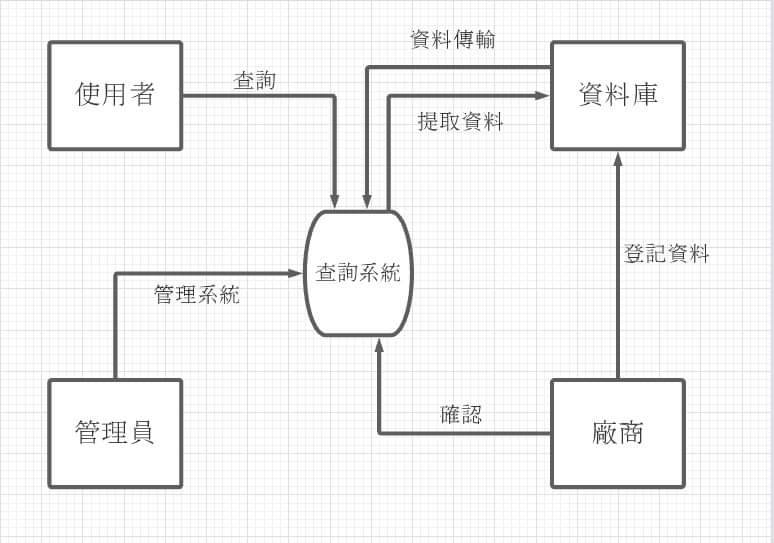 資料傳輸
使用者
查詢
資料庫
提取資料
查詢系統
登記資料
管理系統
管理員
確認
廠商